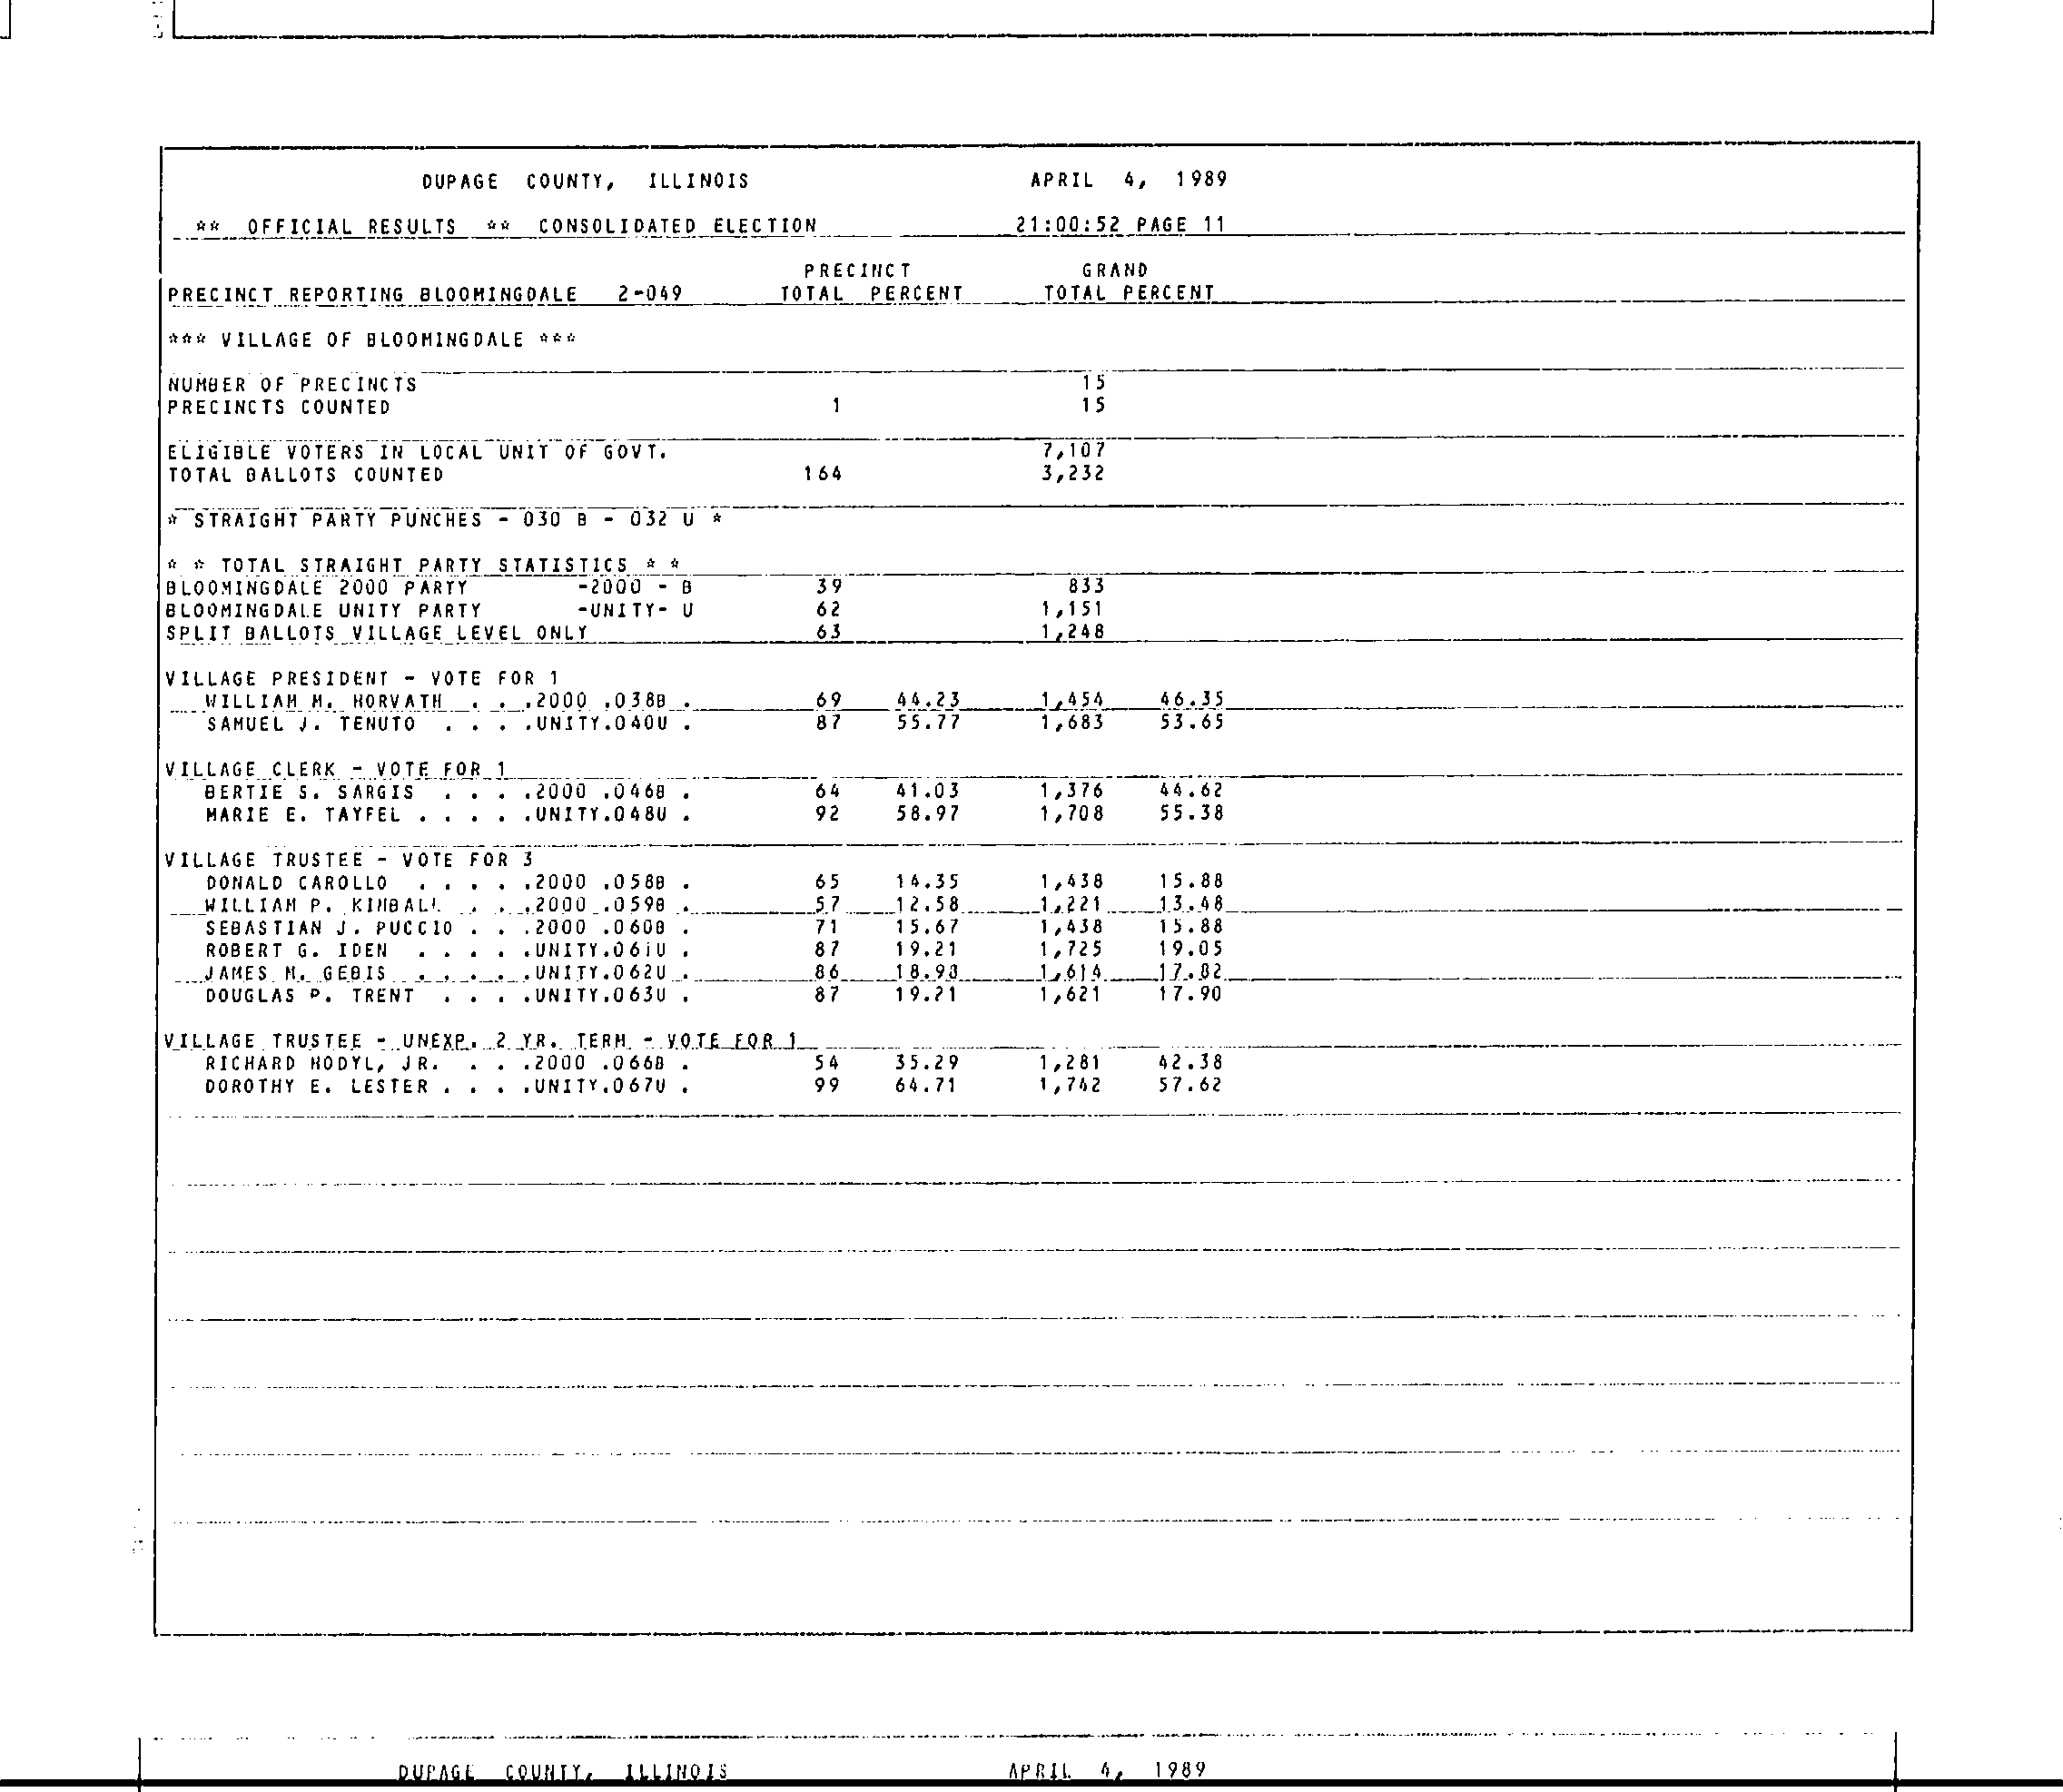 DUPAGE COUNTY, ILLINOIS APRIL 4, 1989
** OFFICIAL RESULTS ** CONSOLIDATED ELECTION 21:00:52 PAGE 11
PRECINCT GRAND
PRECINCT REPORTING BLOOMINGDALE 2-049 TOTAL PERCENT TOTAL PERCENT
*** VILLAGE OF BLOOMINGDALE ***
NUMBER OF PRECINCTS 15
PRECINCTS COUNTED 1 15
ELIGIBLE VOTERS IN LOCAL UNIT OF GOVT. 7,107
TOTAL BALLOTS COUNTED 164 3,232
* STRAIGHT PARTY PUNCHES - 030 B - 032 U *
* * TOTAL STRAIGHT PARTY STATISTICS * *
BLOOMINGDALE 2000 PARTY -2000 - B 39 833
BLOOMINGDALE UNITY PARTY -UNITY- U 62 1,151
SPLIT BALLOTS VILLAGE LEVEL ONLY 63 1,248
VILLAGE PRESIDENT - VOTE FOR 1
WILLIAM M. HORVATH . . .2000 .038B . 69 44.23 1,454 46.35
SAMUEL J. TENUTO . . . .UNITY.040U . 87 55.77 1,683 53.65
VILLAGE CLERK - VOTE FOR 1
BERTIE S. SARGIS . . . .2000 .046B . 64 41.03 1,376 44.62
MARIE E. TAYFEL . . . . .UNITY.048U . 92 58.97 1,708 55.38
VILLAGE TRUSTEE - VOTE FOR 3
DONALD CAROLLO . . . . .2000 .058B . 65 14.35 1,438 15.88
WILLIAM P. KIMBALL . . .2000 .059B . 57 12.58 1,221 13.48
SEBASTIAN J. PUCCIO . . .2000 .060B . 71 15.67 1,438 15.88
ROBERT G. IDEN . . . . .UNITY.061U . 87 19.21 1,725 19.05
JAMES M. GEBIS . . . . .UNITY.062U . 86 18.98 1,614 17.82
DOUGLAS P. TRENT . . . .UNITY.063U . 87 19.21 1,621 17.90
VILLAGE TRUSTEE - UNEXP. 2 YR. TERM - VOTE FOR 1
RICHARD HODYL, JR. . . .2000 .066B . 54 35.29 1,281 42.38
DOROTHY E. LESTER . . . .UNITY.067U . 99 64.71 1,742 57.62
DUPAGE COUNTY, ILLINOIS APRIL 4, 1989